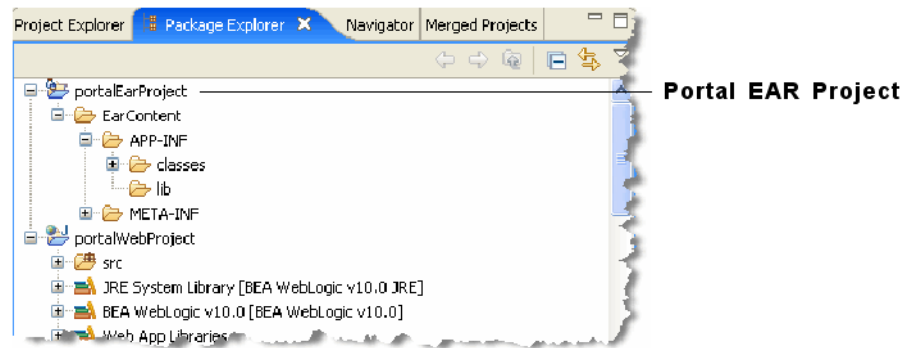 Project Explorer Package Explorer Navigator Merged Projects
portalEarProject Portal EAR Project
EarContent
APP-INF
classes
lib
META-INF
portalWebProject
src
JRE System Library [BEA WebLogic v10.0 JRE]
BEA WebLogic v10.0 [BEA WebLogic v10.0]
Web App Libraries